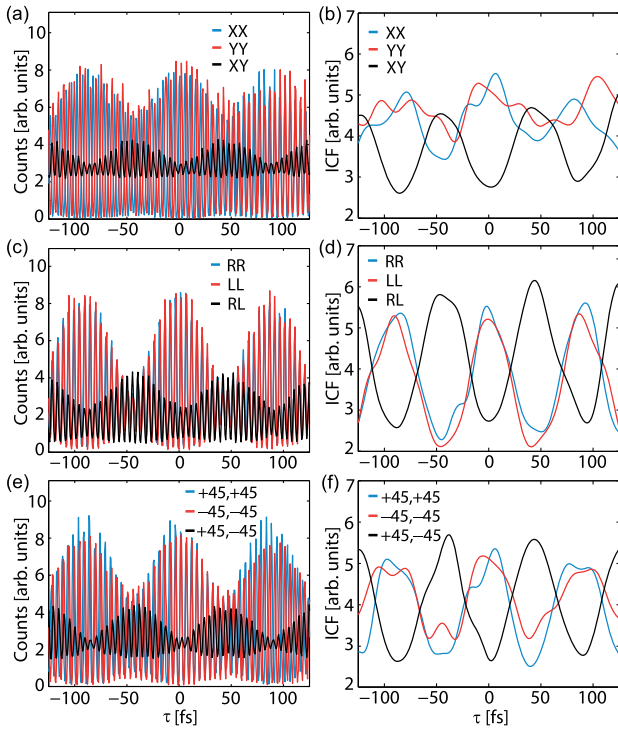 (a)
XX
YY
XY
Counts [arb. units]
10
8
6
4
2
0
−100
−50
0
50
100
(b)
XX
YY
XY
ICF [arb. units]
7
6
5
4
3
2
−100
−50
0
50
100
(c)
RR
LL
RL
Counts [arb. units]
10
8
6
4
2
0
−100
−50
0
50
100
(d)
RR
LL
RL
ICF [arb. units]
7
6
5
4
3
2
−100
−50
0
50
100
(e)
+45,+45
−45,−45
+45,−45
Counts [arb. units]
10
8
6
4
2
0
−100
−50
0
50
100
τ [fs]
(f)
+45,+45
−45,−45
+45,−45
ICF [arb. units]
7
6
5
4
3
2
−100
−50
0
50
100
τ [fs]